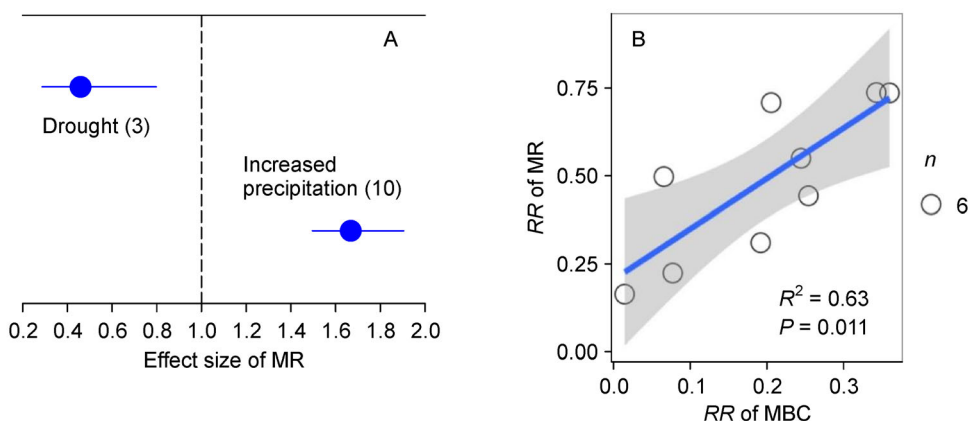 A
Drought (3)
Increased
precipitation (10)
0.2 0.4 0.6 0.8 1.0 1.2 1.4 1.6 1.8 2.0
Effect size of MR
B
RR of MR
0.75
0.50
0.25
0.00
R² = 0.63
P = 0.011
0.0 0.1 0.2 0.3
RR of MBC
n
6